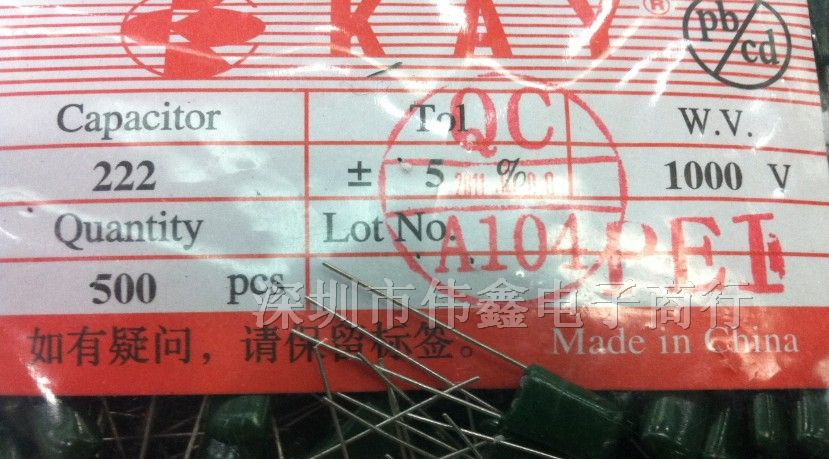 KAY®
pb
cd
Capacitor Tol W.V.
222 ± 5 % 1000 V
QC
Quantity Lot No.
A104 PEI
500 pcs
深圳市伟鑫电子商行
如有疑问，请保留标签。 Made in China